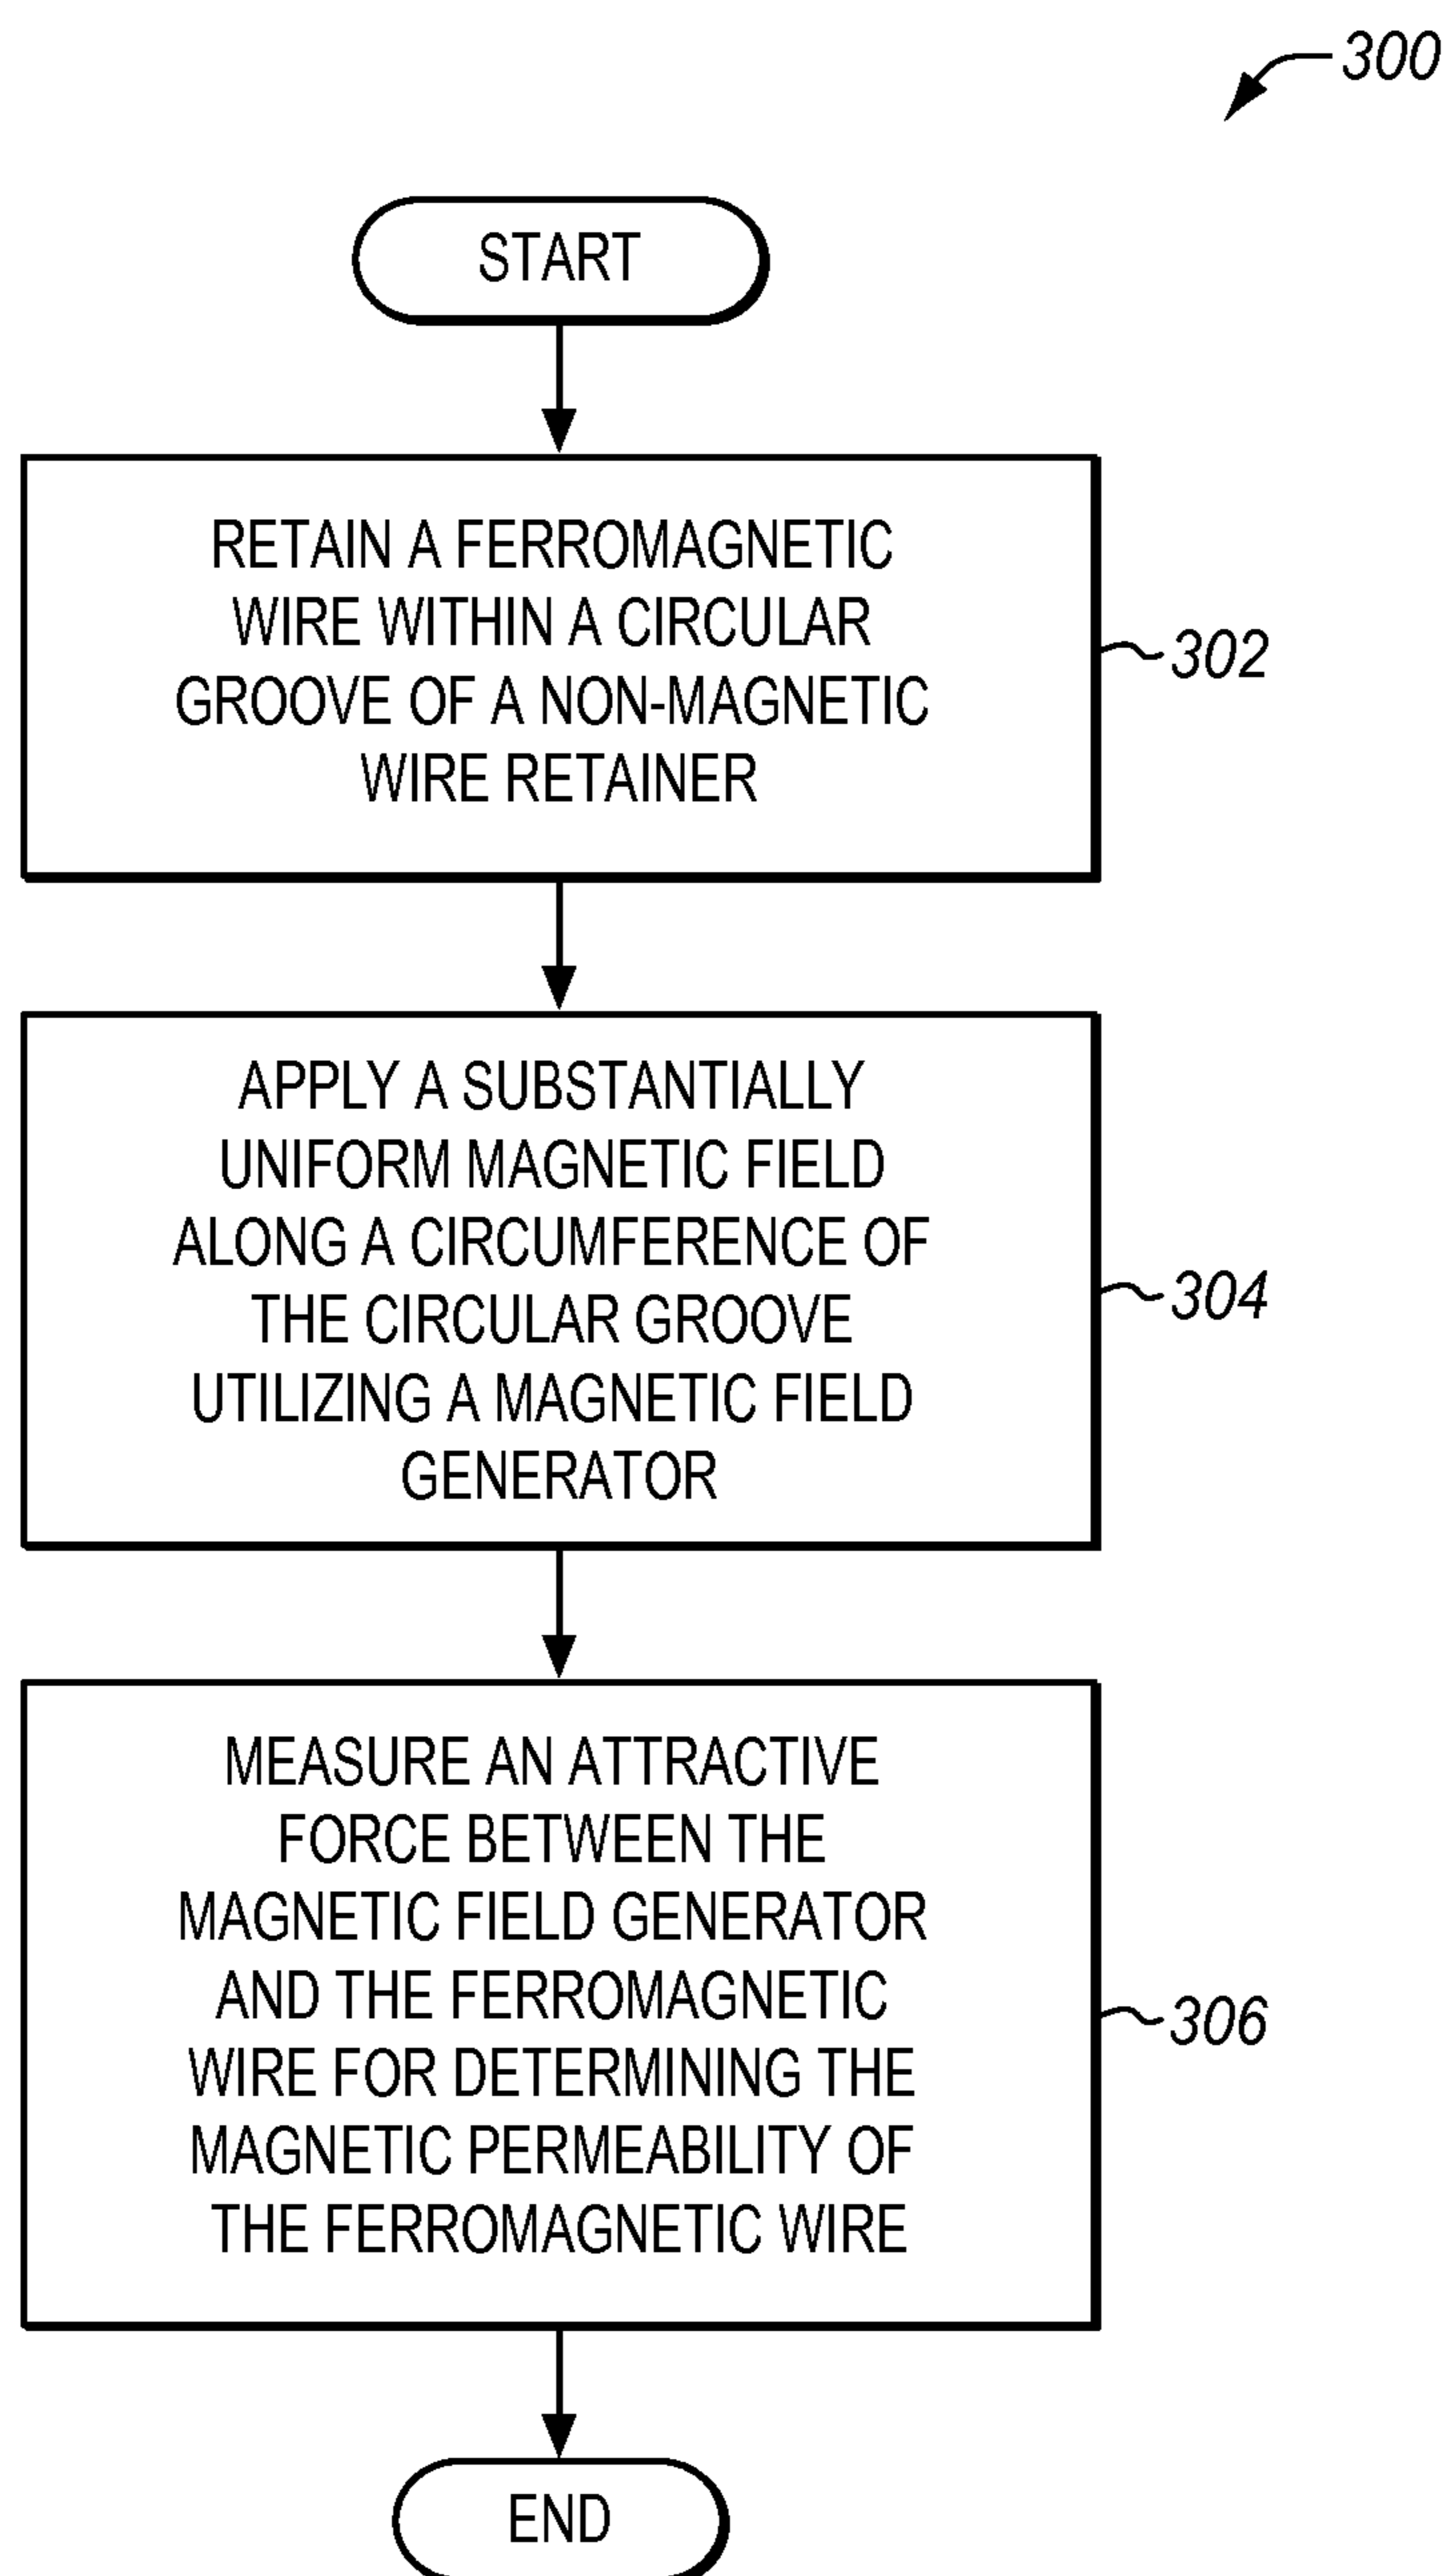 300
START
RETAIN A FERROMAGNETIC
WIRE WITHIN A CIRCULAR
GROOVE OF A NON-MAGNETIC
WIRE RETAINER
302
APPLY A SUBSTANTIALLY
UNIFORM MAGNETIC FIELD
ALONG A CIRCUMFERENCE OF
THE CIRCULAR GROOVE
UTILIZING A MAGNETIC FIELD
GENERATOR
304
MEASURE AN ATTRACTIVE
FORCE BETWEEN THE
MAGNETIC FIELD GENERATOR
AND THE FERROMAGNETIC
WIRE FOR DETERMINING THE
MAGNETIC PERMEABILITY OF
THE FERROMAGNETIC WIRE
306
END